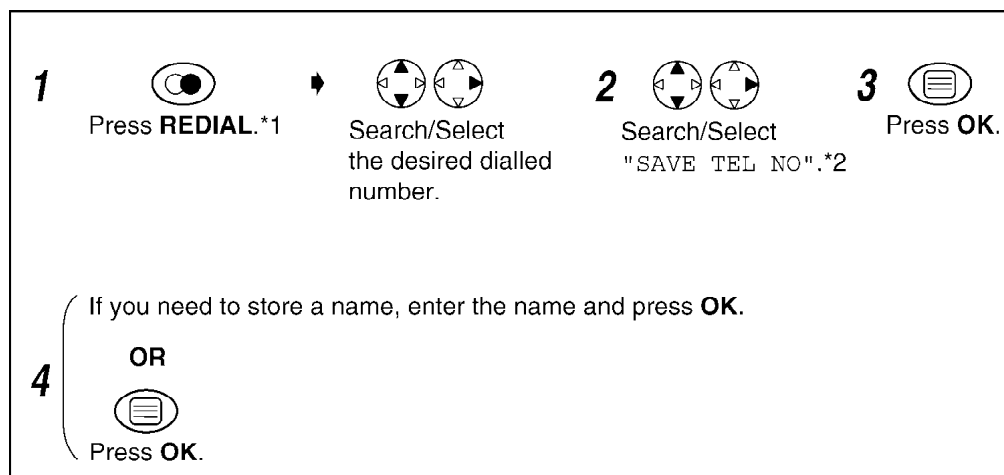 1
Press REDIAL.*1
Search/Select
the desired dialled
number.
2
Search/Select
"SAVE TEL NO".*2
3
Press OK.
4
If you need to store a name, enter the name and press OK.
OR
Press OK.